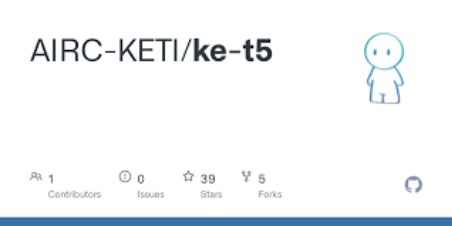 AIRC-KETI/ke-t5
1 0 39 5
Contributors Issues Stars Forks